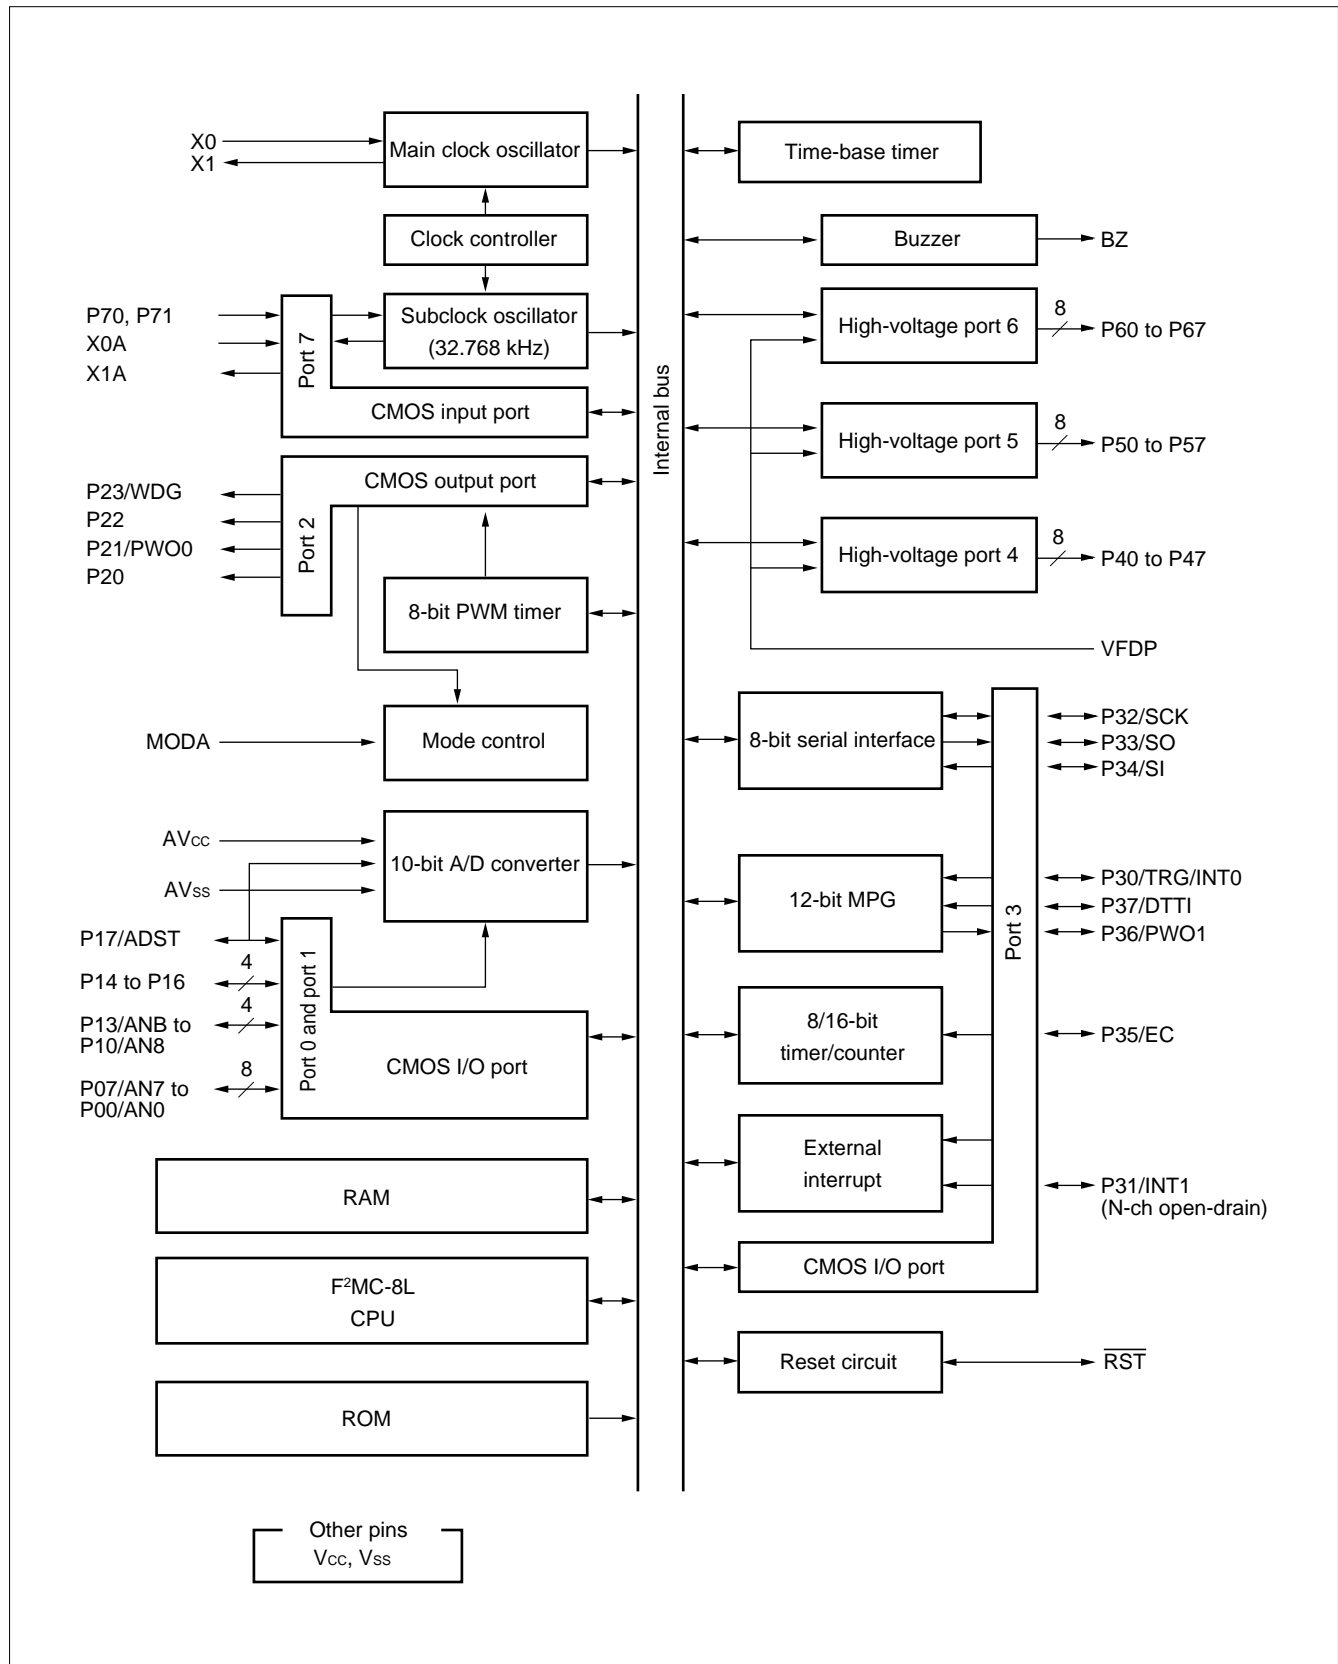 X0
X1
Main clock oscillator
Clock controller
P70, P71
X0A
X1A
Port 7
Subclock oscillator
(32.768 kHz)
CMOS input port
P23/WDG
P22
P21/PWO0
P20
Port 2
CMOS output port
8-bit PWM timer
MODA
Mode control
AVCC
AVSS
10-bit A/D converter
P17/ADST
4
P14 to P16
4
P13/ANB to
P10/AN8
8
P07/AN7 to
P00/AN0
Port 0 and port 1
CMOS I/O port
RAM
F²MC-8L
CPU
ROM
Other pins
VCC, VSS
Internal bus
Time-base timer
Buzzer
BZ
High-voltage port 6
8
P60 to P67
High-voltage port 5
8
P50 to P57
High-voltage port 4
8
P40 to P47
VFDP
8-bit serial interface
P32/SCK
P33/SO
P34/SI
12-bit MPG
Port 3
P30/TRG/INT0
P37/DTTI
P36/PWO1
8/16-bit
timer/counter
P35/EC
External
interrupt
P31/INT1
(N-ch open-drain)
CMOS I/O port
Reset circuit
RST